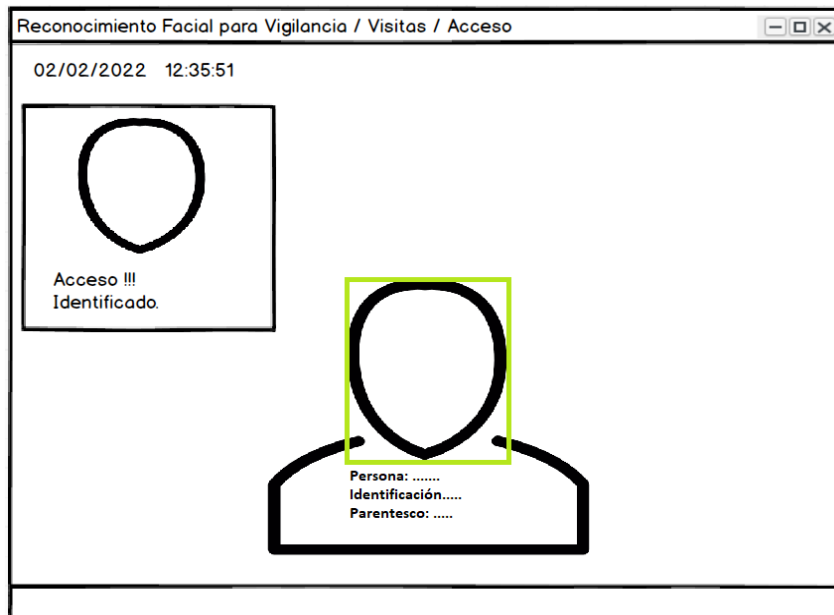 Reconocimiento Facial para Vigilancia / Visitas / Acceso
02/02/2022 12:35:51
Acceso !!!
Identificado.
Persona: .......
Identificación.....
Parentesco: .....